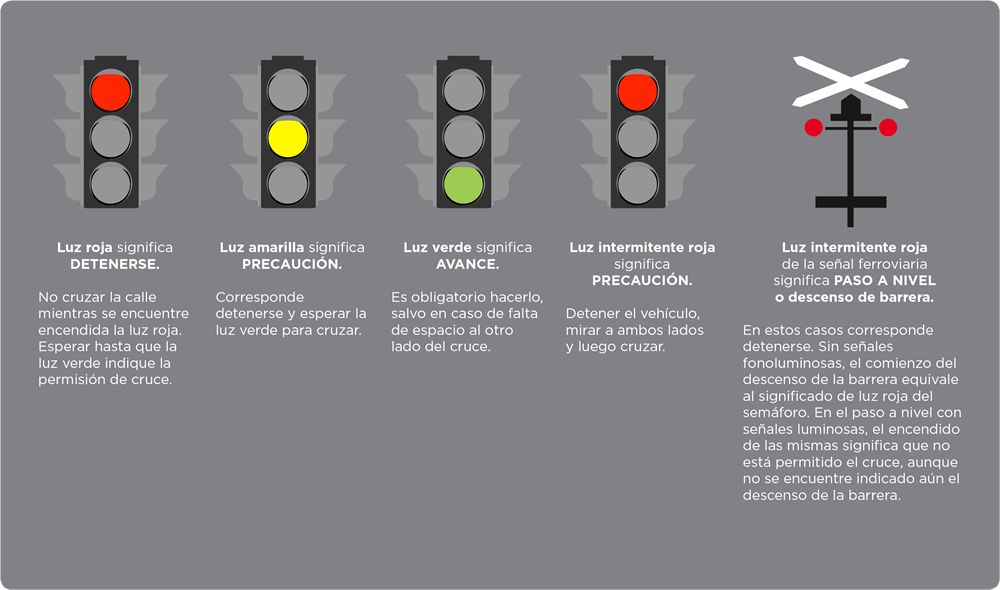 Luz roja significa
DETENERSE.
No cruzar la calle
mientras se encuentre
encendida la luz roja.
Esperar hasta que la
luz verde indique la
permisión de cruce.
Luz amarilla significa
PRECAUCIÓN.
Corresponde
detenerse y esperar la
luz verde para cruzar.
Luz verde significa
AVANCE.
Es obligatorio hacerlo,
salvo en caso de falta
de espacio al otro
lado del cruce.
Luz intermitente roja
significa
PRECAUCIÓN.
Detener el vehículo,
mirar a ambos lados
y luego cruzar.
Luz intermitente roja
de la señal ferroviaria
significa PASO A NIVEL
o descenso de barrera.
En estos casos corresponde
detenerse. Sin señales
fonoluminosas, el comienzo del
descenso de la barrera equivale
al significado de luz roja del
semáforo. En el paso a nivel con
señales luminosas, el encendido
de las mismas significa que no
está permitido el cruce, aunque
no se encuentre indicado aún el
descenso de la barrera.